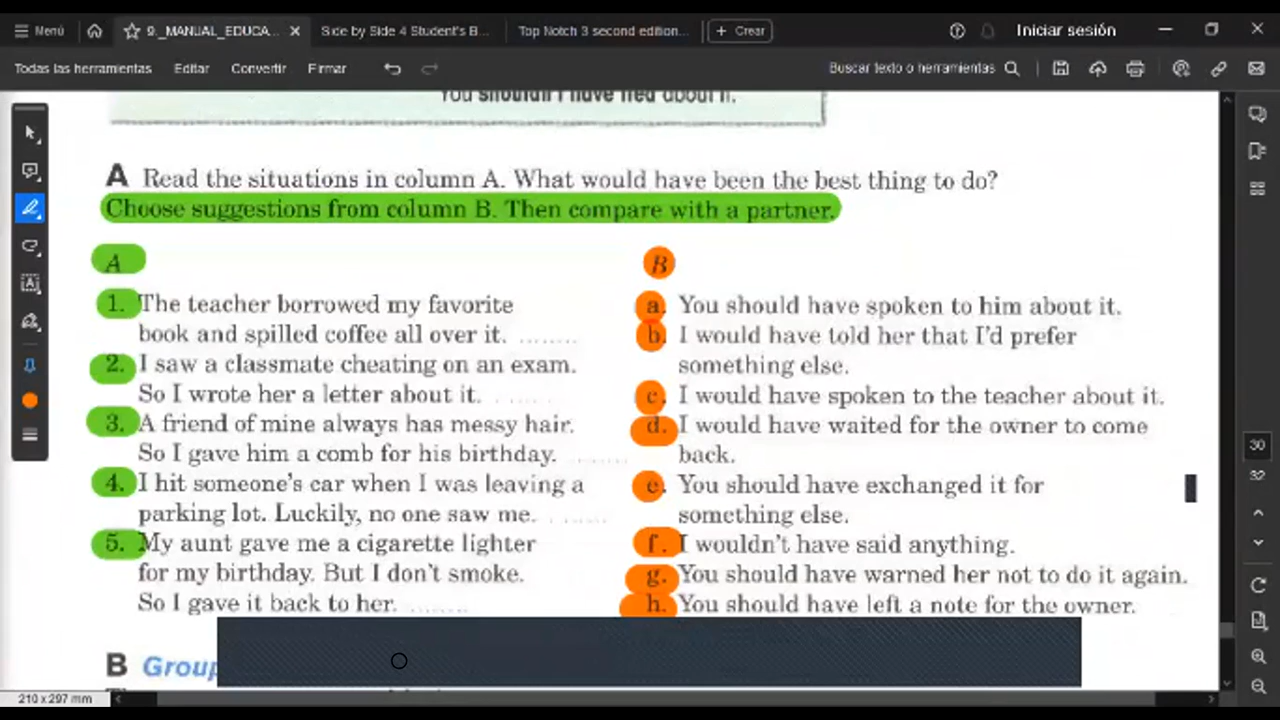 Menú 9._MANUAL_EDUCA... Side by Side 4 Student's B... Top Notch 3 second edition... + Crear Iniciar sesión
Todas las herramientas Editar Convertir Firmar Buscar texto o herramientas
You shouldn't have lied about it.
A Read the situations in column A. What would have been the best thing to do?
Choose suggestions from column B. Then compare with a partner.
A
1. The teacher borrowed my favorite
book and spilled coffee all over it. ........
2. I saw a classmate cheating on an exam.
So I wrote her a letter about it. ........
3. A friend of mine always has messy hair.
So I gave him a comb for his birthday. ........
4. I hit someone's car when I was leaving a
parking lot. Luckily, no one saw me. ........
5. My aunt gave me a cigarette lighter
for my birthday. But I don't smoke.
So I gave it back to her. ........
B
a. You should have spoken to him about it.
b. I would have told her that I'd prefer
something else.
c. I would have spoken to the teacher about it.
d. I would have waited for the owner to come
back.
e. You should have exchanged it for
something else.
f. I wouldn't have said anything.
g. You should have warned her not to do it again.
h. You should have left a note for the owner.
B Group
30
32
210 x 297 mm